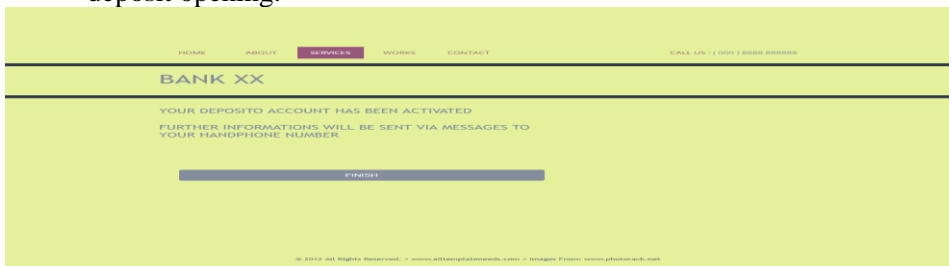 deposit opening.
HOME ABOUT SERVICES WORKS CONTACT CALL US : ( 000 ) 8888 888888
BANK XX
YOUR DEPOSITO ACCOUNT HAS BEEN ACTIVATED
FURTHER INFORMATIONS WILL BE SENT VIA MESSAGES TO
YOUR HANDPHONE NUMBER
FINISH
© 2012 All Rights Reserved. • www.alltemplateneeds.com • Images From: www.photorack.net